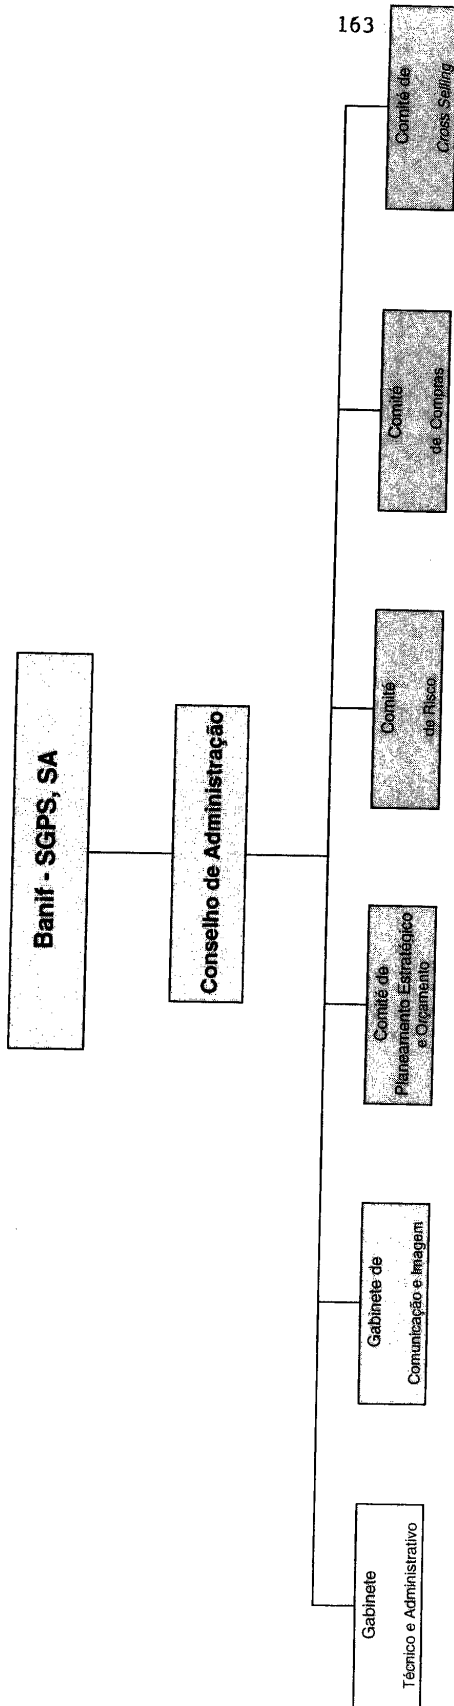 163
Banif - SGPS, SA
Conselho de Administração
Gabinete
Técnico e Administrativo
Gabinete de
Comunicação e Imagem
Comité de
Planeamento Estratégico
e Orçamento
Comité
de Risco
Comité
de Compras
Comité de
Cross Selling